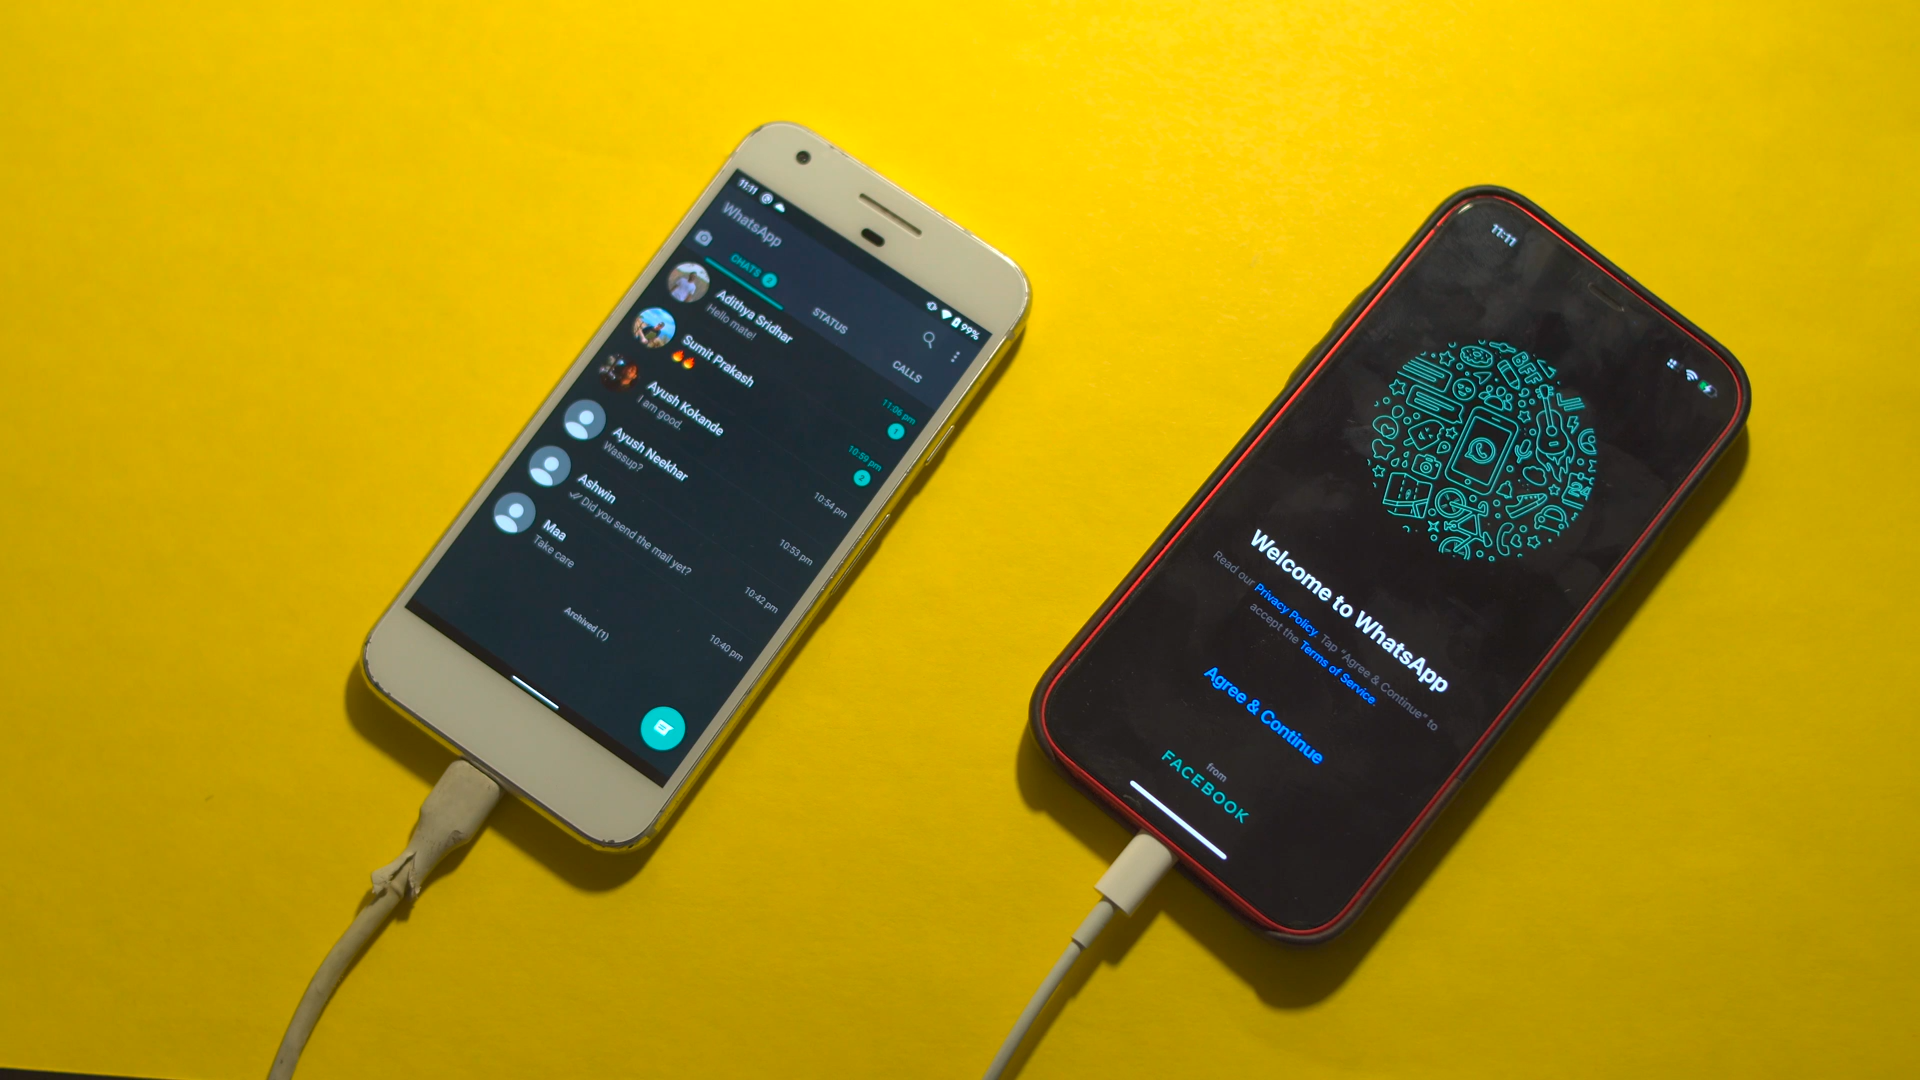 11:11
99%
WhatsApp
CHATS
STATUS
CALLS
Adithya Sridhar
11:06 pm
Hello mate!
1
Sumit Prakash
10:59 pm
🔥🔥
2
Ayush Kokande
10:54 pm
I am good.
Ayush Neekhar
10:53 pm
Wassup?
Ashwin
10:42 pm
Did you send the mail yet?
Maa
10:40 pm
Take care
Archived (1)
11:11
BFF
Welcome to WhatsApp
Read our Privacy Policy. Tap "Agree & Continue" to
accept the Terms of Service.
Agree & Continue
from
FACEBOOK